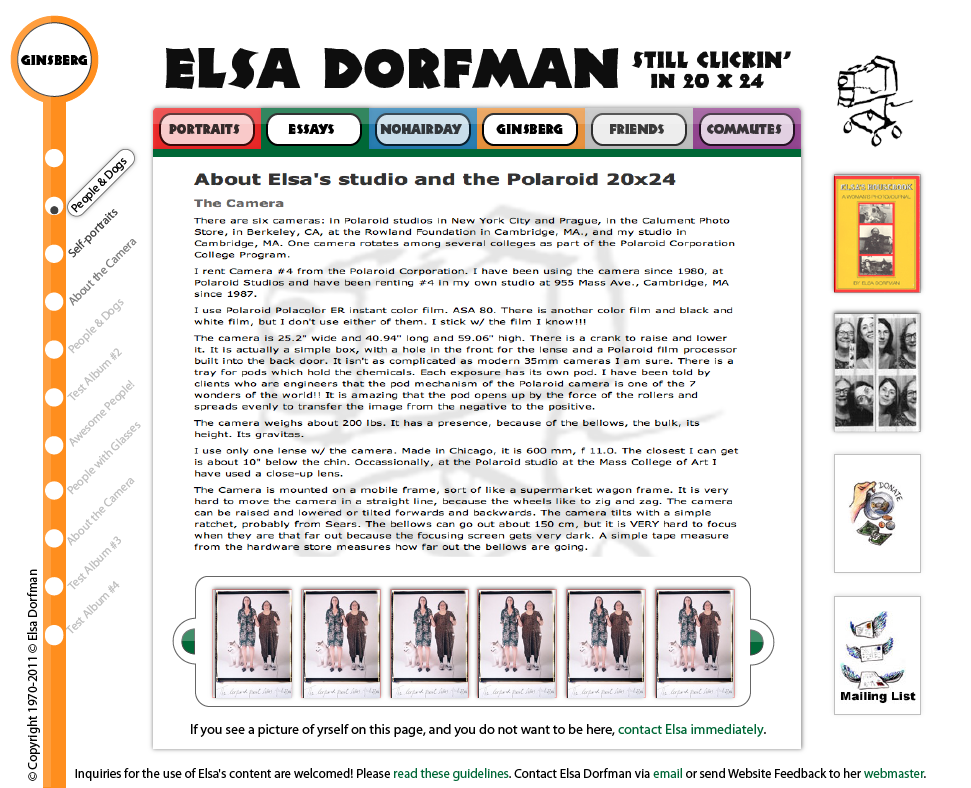 GINSBERG
ELSA DORFMAN
STILL CLICKIN'
IN 20 X 24
PORTRAITS
ESSAYS
NOHAIRDAY
GINSBERG
FRIENDS
COMMUTES
People & Dogs
Self-portraits
About the Camera
People & Dogs
Test Album #2
Awesome People!
People with Glasses
About the Camera
Test Album #3
Test Album #4
© Copyright 1970-2011 © Elsa Dorfman
About Elsa's studio and the Polaroid 20x24
The Camera
There are six cameras: in Polaroid studios in New York City and Prague, in the Calument Photo
Store, in Berkeley, CA, at the Rowland Foundation in Cambridge, MA., and my studio in
Cambridge, MA. One camera rotates among several colleges as part of the Polaroid Corporation
College Program.
I rent Camera #4 from the Polaroid Corporation. I have been using the camera since 1980, at
Polaroid Studios and have been renting #4 in my own studio at 955 Mass Ave., Cambridge, MA
since 1987.
I use Polaroid Polacolor ER instant color film. ASA 80. There is another color film and black and
white film, but I don't use either of them. I stick w/ the film I know!!!
The camera is 25.2" wide and 40.94" long and 59.06" high. There is a crank to raise and lower
it. It is actually a simple box, with a hole in the front for the lense and a Polaroid film processor
built into the back door. It isn't as complicated as modern 35mm cameras I am sure. There is a
tray for pods which hold the chemicals. Each exposure has its own pod. I have been told by
clients who are engineers that the pod mechanism of the Polaroid camera is one of the 7
wonders of the world!! It is amazing that the pod opens up by the force of the rollers and
spreads evenly to transfer the image from the negative to the positive.
The camera weighs about 200 lbs. It has a presence, because of the bellows, the bulk, its
height. Its gravitas.
I use only one lense w/ the camera. Made in Chicago, it is 600 mm, f 11.0. The closest I can get
is about 10" below the chin. Occassionally, at the Polaroid studio at the Mass College of Art I
have used a close-up lens.
The Camera is mounted on a mobile frame, sort of like a supermarket wagon frame. It is very
hard to move the camera in a straight line, because the wheels like to zig and zag. The camera
can be raised and lowered or tilted forwards and backwards. The camera tilts with a simple
ratchet, probably from Sears. The bellows can go out about 150 cm, but it is VERY hard to focus
when they are that far out because the focusing screen gets very dark. A simple tape measure
from the hardware store measures how far out the bellows are going.
If you see a picture of yrself on this page, and you do not want to be here, contact Elsa immediately.
ELSA'S HOUSEBOOK
A WOMAN'S PHOTOJOURNAL
BY ELSA DORFMAN
DONATE
Mailing List
Inquiries for the use of Elsa's content are welcomed! Please read these guidelines. Contact Elsa Dorfman via email or send Website Feedback to her webmaster.